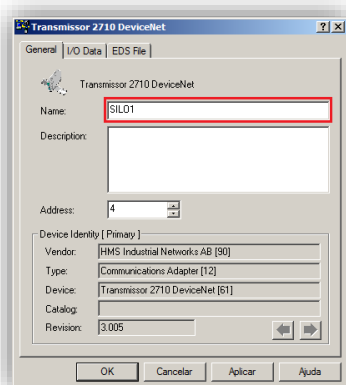 Transmissor 2710 DeviceNet
General I/O Data EDS File
Transmissor 2710 DeviceNet
Name: SILO1
Description:
Address: 4
Device Identity [ Primary ]
Vendor: HMS Industrial Networks AB [90]
Type: Communications Adapter [12]
Device: Transmissor 2710 DeviceNet [61]
Catalog:
Revision: 3.005
OK Cancelar Aplicar Ajuda